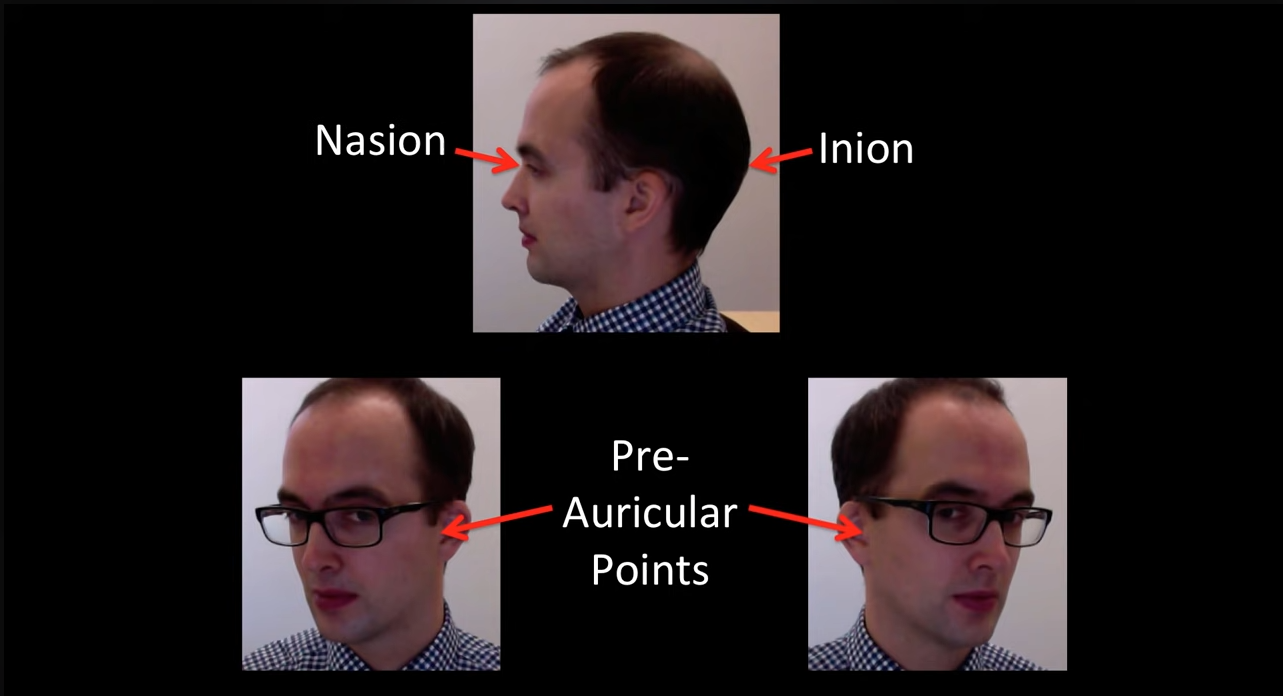 Nasion
Inion
Pre-
Auricular
Points